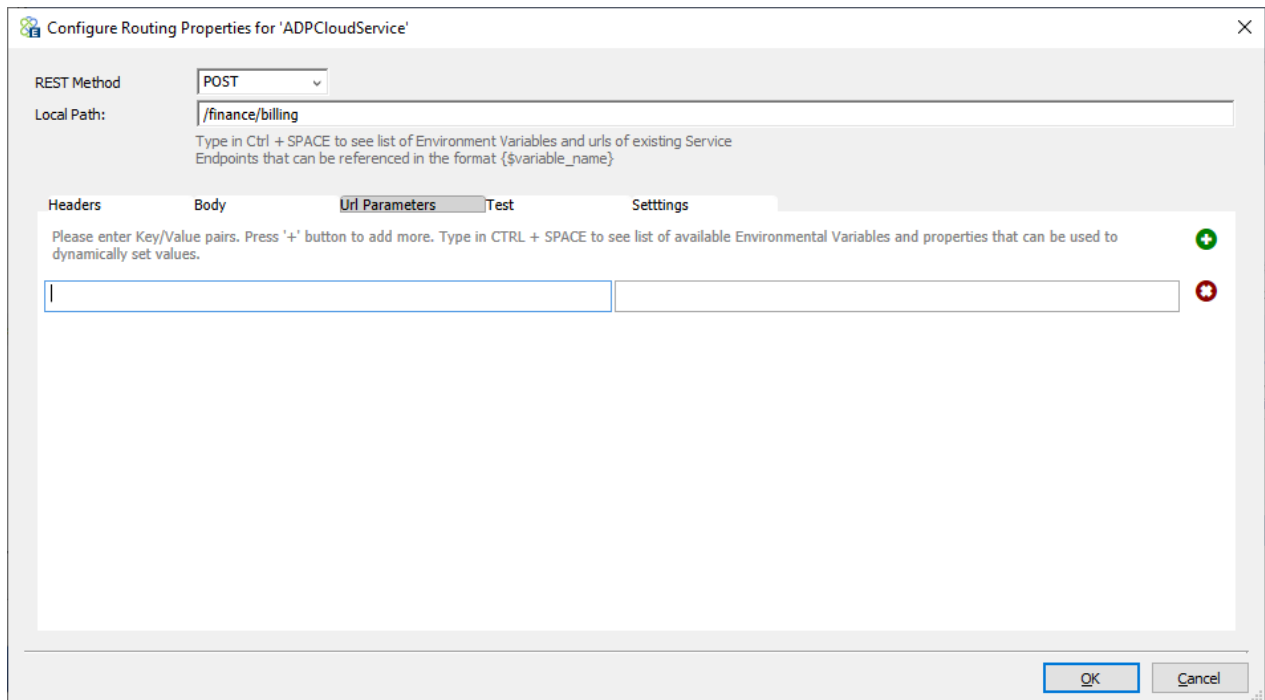 Configure Routing Properties for 'ADPCloudService'
REST Method
POST
Local Path:
/finance/billing
Type in Ctrl + SPACE to see list of Environment Variables and urls of existing Service
Endpoints that can be referenced in the format {$variable_name}
Headers Body Url Parameters Test Setttings
Please enter Key/Value pairs. Press '+' button to add more. Type in CTRL + SPACE to see list of available Environmental Variables and properties that can be used to
dynamically set values.
OK Cancel